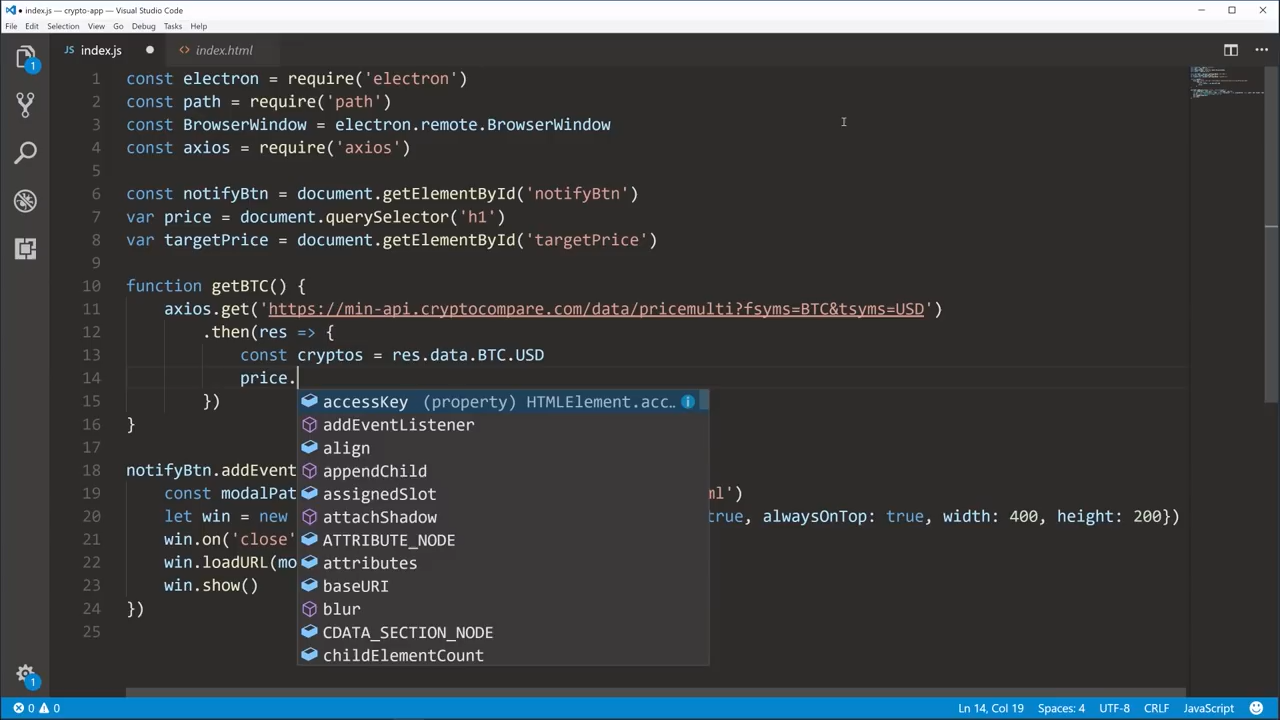 index.js - crypto-app - Visual Studio Code
File Edit Selection View Go Debug Tasks Help
JS index.js index.html
1 const electron = require('electron')
2 const path = require('path')
3 const BrowserWindow = electron.remote.BrowserWindow
4 const axios = require('axios')
5
6 const notifyBtn = document.getElementById('notifyBtn')
7 var price = document.querySelector('h1')
8 var targetPrice = document.getElementById('targetPrice')
9
10 function getBTC() {
11 axios.get('https://min-api.cryptocompare.com/data/pricemulti?fsyms=BTC&tsyms=USD')
12 .then(res => {
13 const cryptos = res.data.BTC.USD
14 price.
15 })
16 }
17
18 notifyBtn.addEvent
19 const modalPat ml')
20 let win = new true, alwaysOnTop: true, width: 400, height: 200})
21 win.on('close'
22 win.loadURL(mo
23 win.show()
24 })
25
accessKey (property) HTMLElement.acc…
addEventListener
align
appendChild
assignedSlot
attachShadow
ATTRIBUTE_NODE
attributes
baseURI
blur
CDATA_SECTION_NODE
childElementCount
1
1
0 0 Ln 14, Col 19 Spaces: 4 UTF-8 CRLF JavaScript